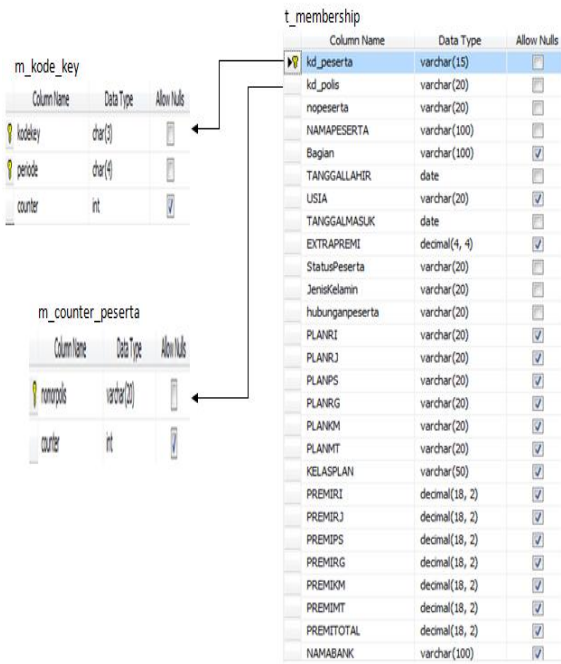 t_membership
Column Name Data Type Allow Nulls
kd_peserta varchar(15)
kd_polis varchar(20)
nopeserta varchar(20)
NAMAPESERTA varchar(100)
Bagian varchar(100)
TANGGALLAHIR date
USIA varchar(20)
TANGGALMASUK date
EXTRAPREMI decimal(4, 4)
StatusPeserta varchar(20)
JenisKelamin varchar(20)
hubunganpeserta varchar(20)
PLANRI varchar(20)
PLANRJ varchar(20)
PLANPS varchar(20)
PLANRG varchar(20)
PLANKM varchar(20)
PLANMT varchar(20)
KELASPLAN varchar(50)
PREMIRI decimal(18, 2)
PREMIRJ decimal(18, 2)
PREMIPS decimal(18, 2)
PREMIRG decimal(18, 2)
PREMIKM decimal(18, 2)
PREMIMT decimal(18, 2)
PREMITOTAL decimal(18, 2)
NAMABANK varchar(100)
m_kode_key
Column Name Data Type Allow Nulls
kodekey char(3)
periode char(4)
counter int
m_counter_peserta
Column Name Data Type Allow Nulls
nomorpolis varchar(20)
counter int